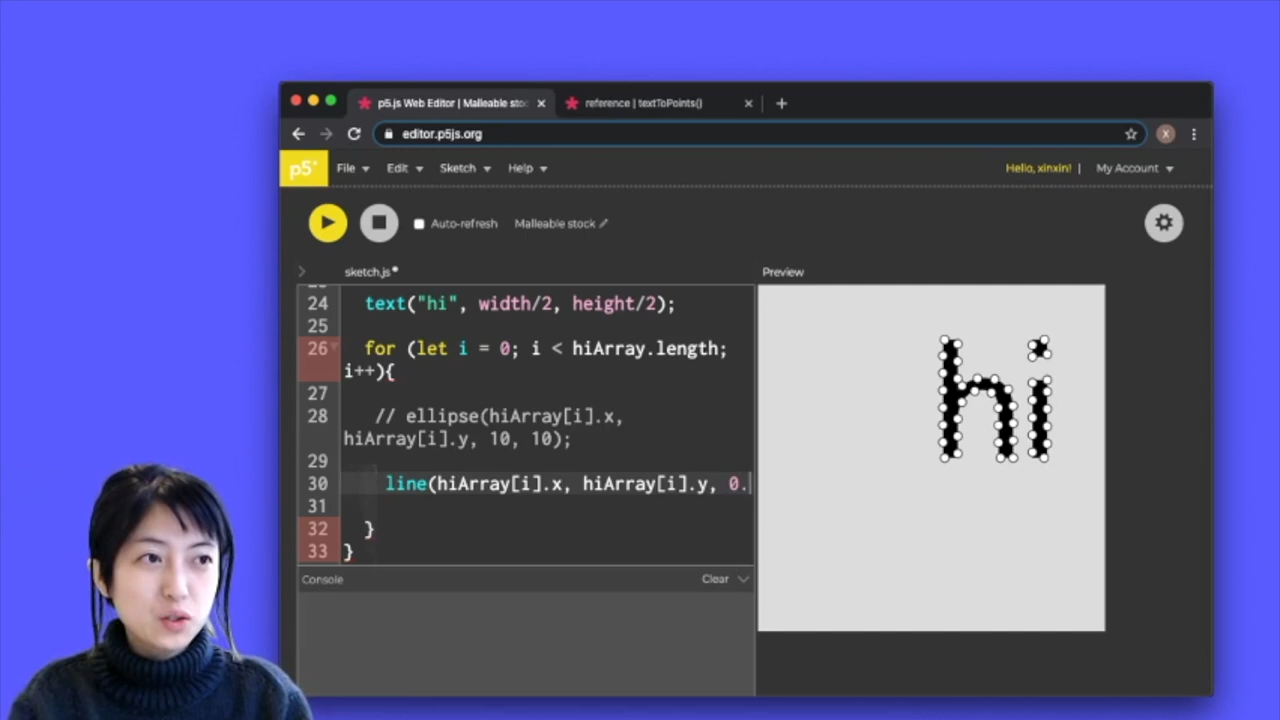 p5.js Web Editor | Malleable stoc
reference | textToPoints()
editor.p5js.org
X
p5*
File
Edit
Sketch
Help
Hello, xinxin! |
My Account
Auto-refresh
Malleable stock
sketch.js
Preview
24 text("hi", width/2, height/2);
25
26 for (let i = 0; i < hiArray.length;
i++){
27
28 // ellipse(hiArray[i].x,
hiArray[i].y, 10, 10);
29
30 line(hiArray[i].x, hiArray[i].y, 0.
31
32 }
33 }
hi
Console
Clear